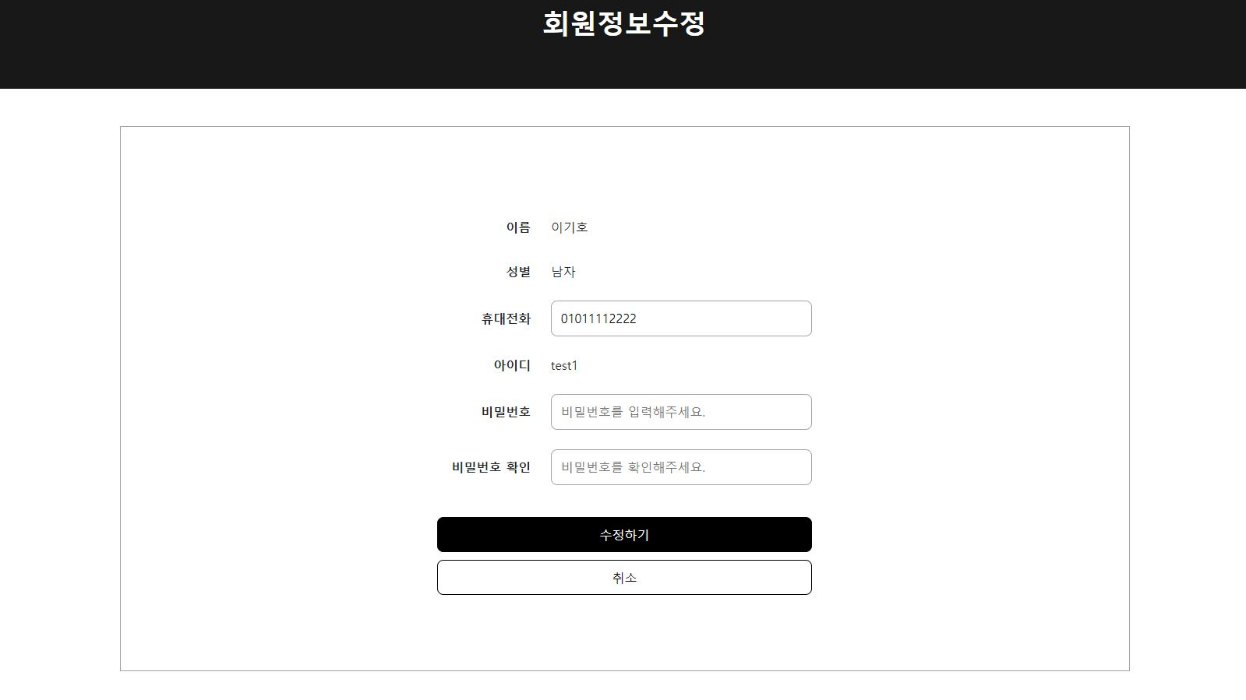 회원정보수정
이름 이기호
성별 남자
휴대전화 01011112222
아이디 test1
비밀번호 비밀번호를 입력해주세요.
비밀번호 확인 비밀번호를 확인해주세요.
수정하기
취소